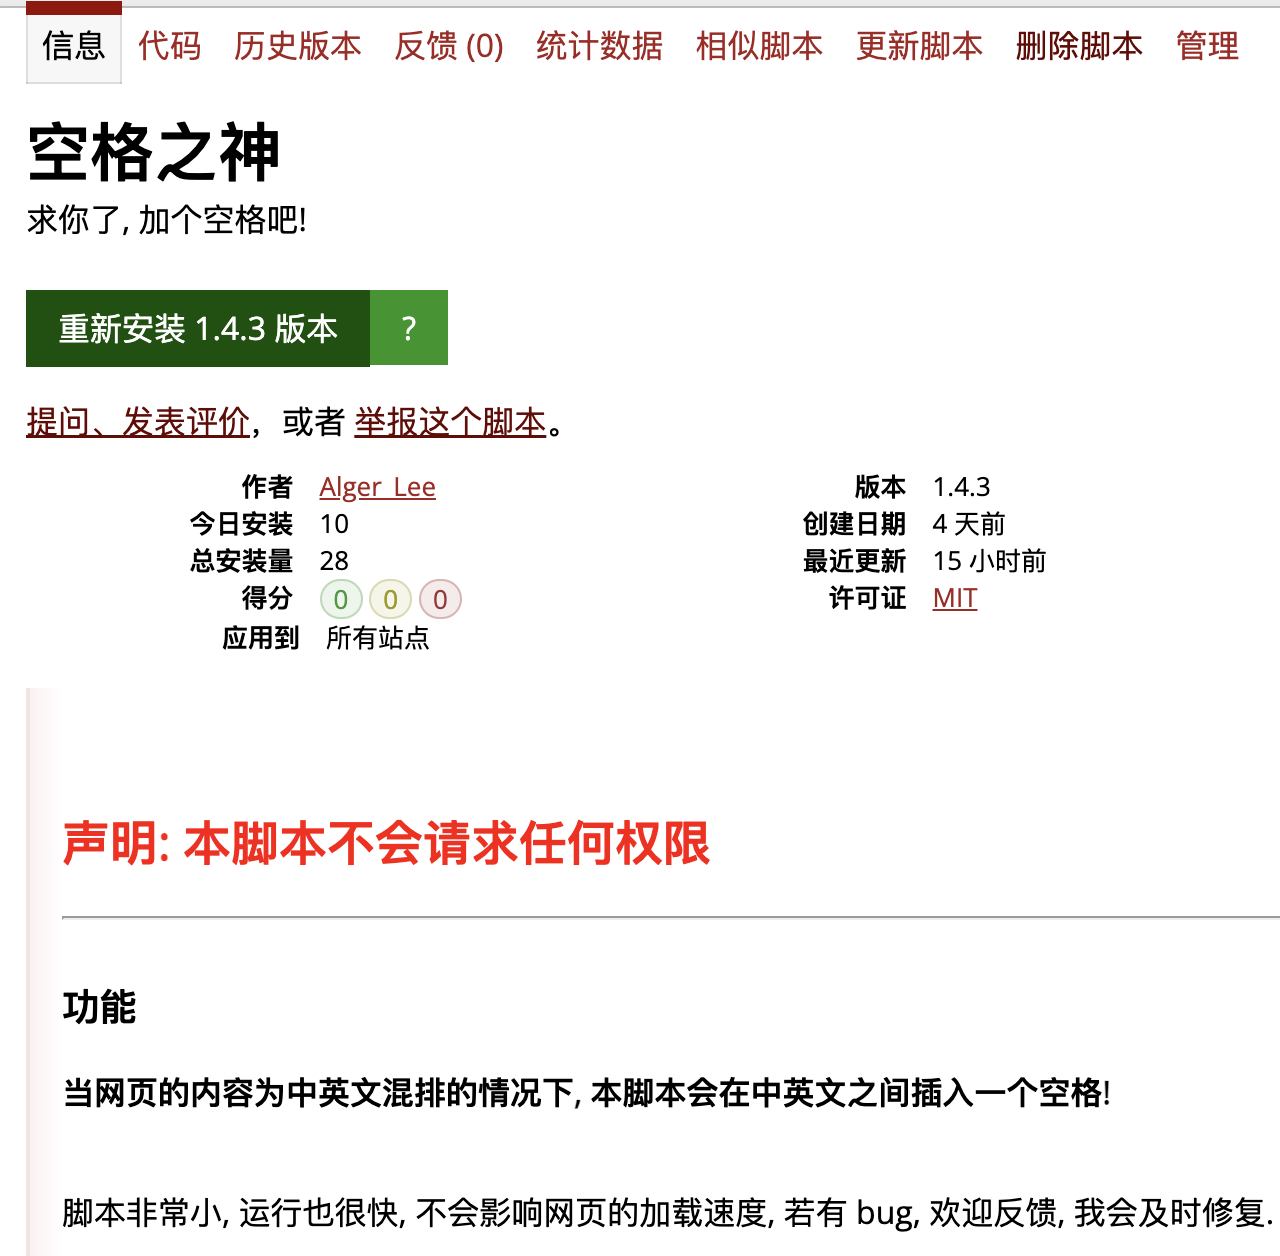 信息 代码 历史版本 反馈 (0) 统计数据 相似脚本 更新脚本 删除脚本 管理
空格之神
求你了, 加个空格吧!
重新安装 1.4.3 版本 ?
提问、发表评价，或者 举报这个脚本。
作者 Alger_Lee 版本 1.4.3
今日安装 10 创建日期 4 天前
总安装量 28 最近更新 15 小时前
得分 0 0 0 许可证 MIT
应用到 所有站点
声明: 本脚本不会请求任何权限
功能
当网页的内容为中英文混排的情况下, 本脚本会在中英文之间插入一个空格!
脚本非常小, 运行也很快, 不会影响网页的加载速度, 若有 bug, 欢迎反馈, 我会及时修复.